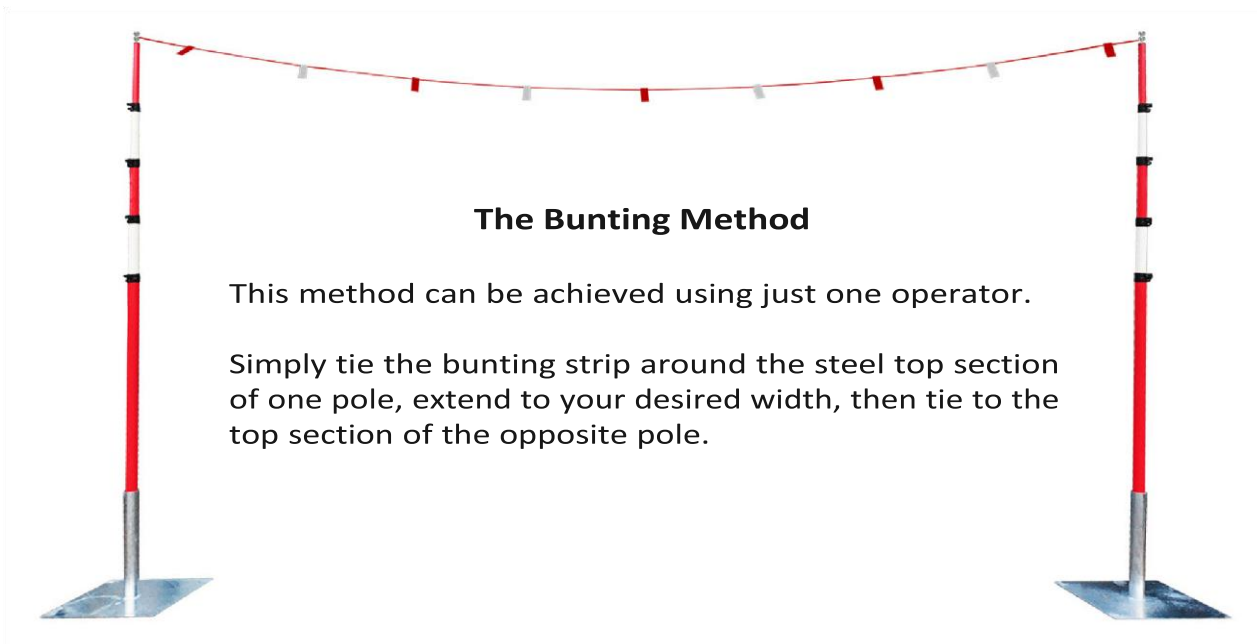 The Bunting Method
This method can be achieved using just one operator.
Simply tie the bunting strip around the steel top section
of one pole, extend to your desired width, then tie to the
top section of the opposite pole.